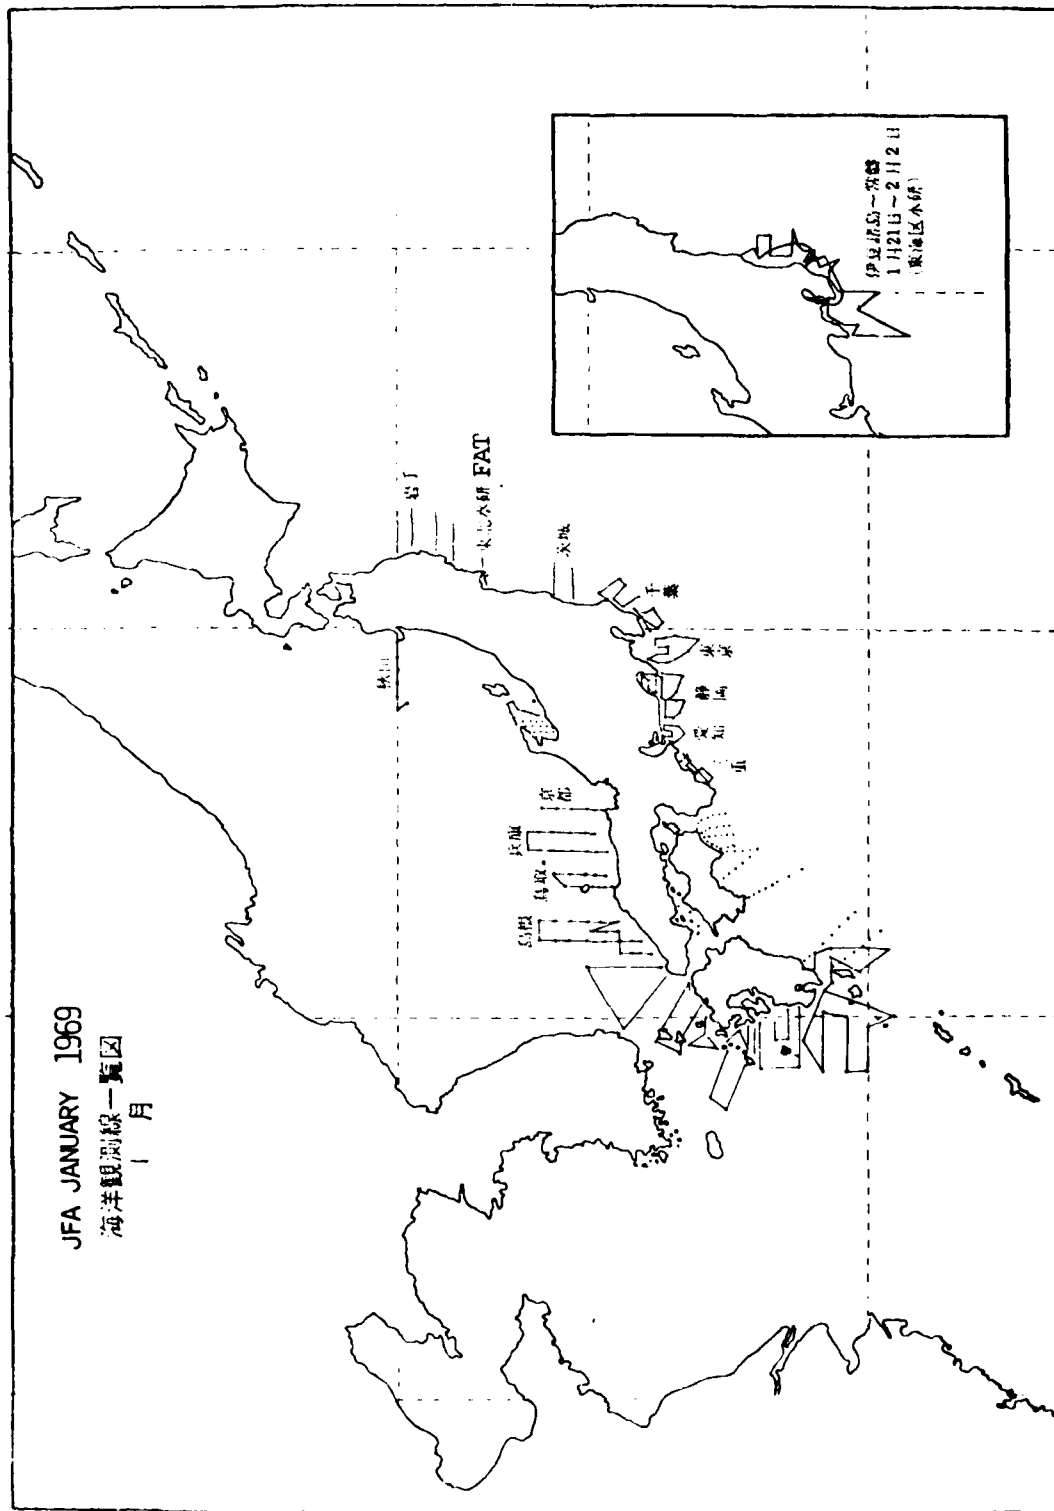 JFA JANUARY 1969
海洋観測線一覧図
1月
秋田
岩手
東北水研 FAT
茨城
千葉
東京
静岡
愛知
三重
京都
兵庫
鳥取
島根
伊豆諸島~常磐
1月21日~2月2日
(東海区水研)